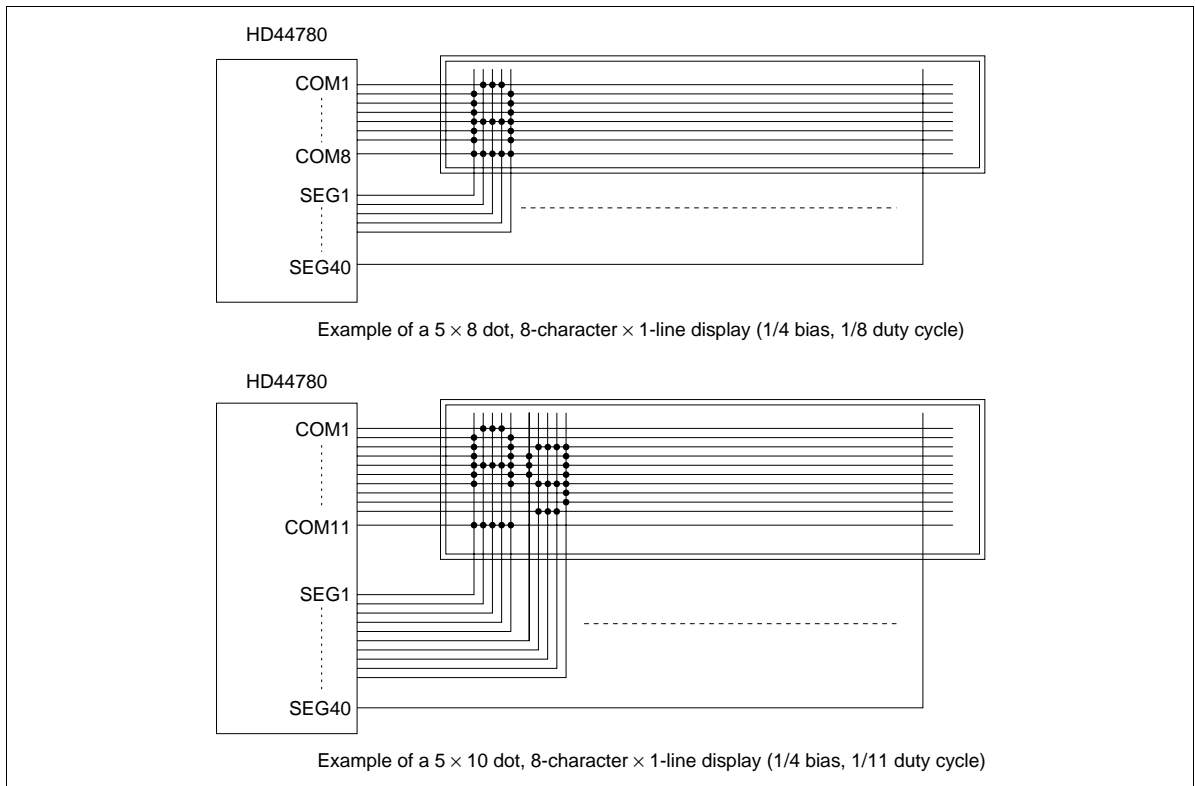 HD44780
COM1
COM8
SEG1
SEG40
Example of a 5 × 8 dot, 8-character × 1-line display (1/4 bias, 1/8 duty cycle)
HD44780
COM1
COM11
SEG1
SEG40
Example of a 5 × 10 dot, 8-character × 1-line display (1/4 bias, 1/11 duty cycle)